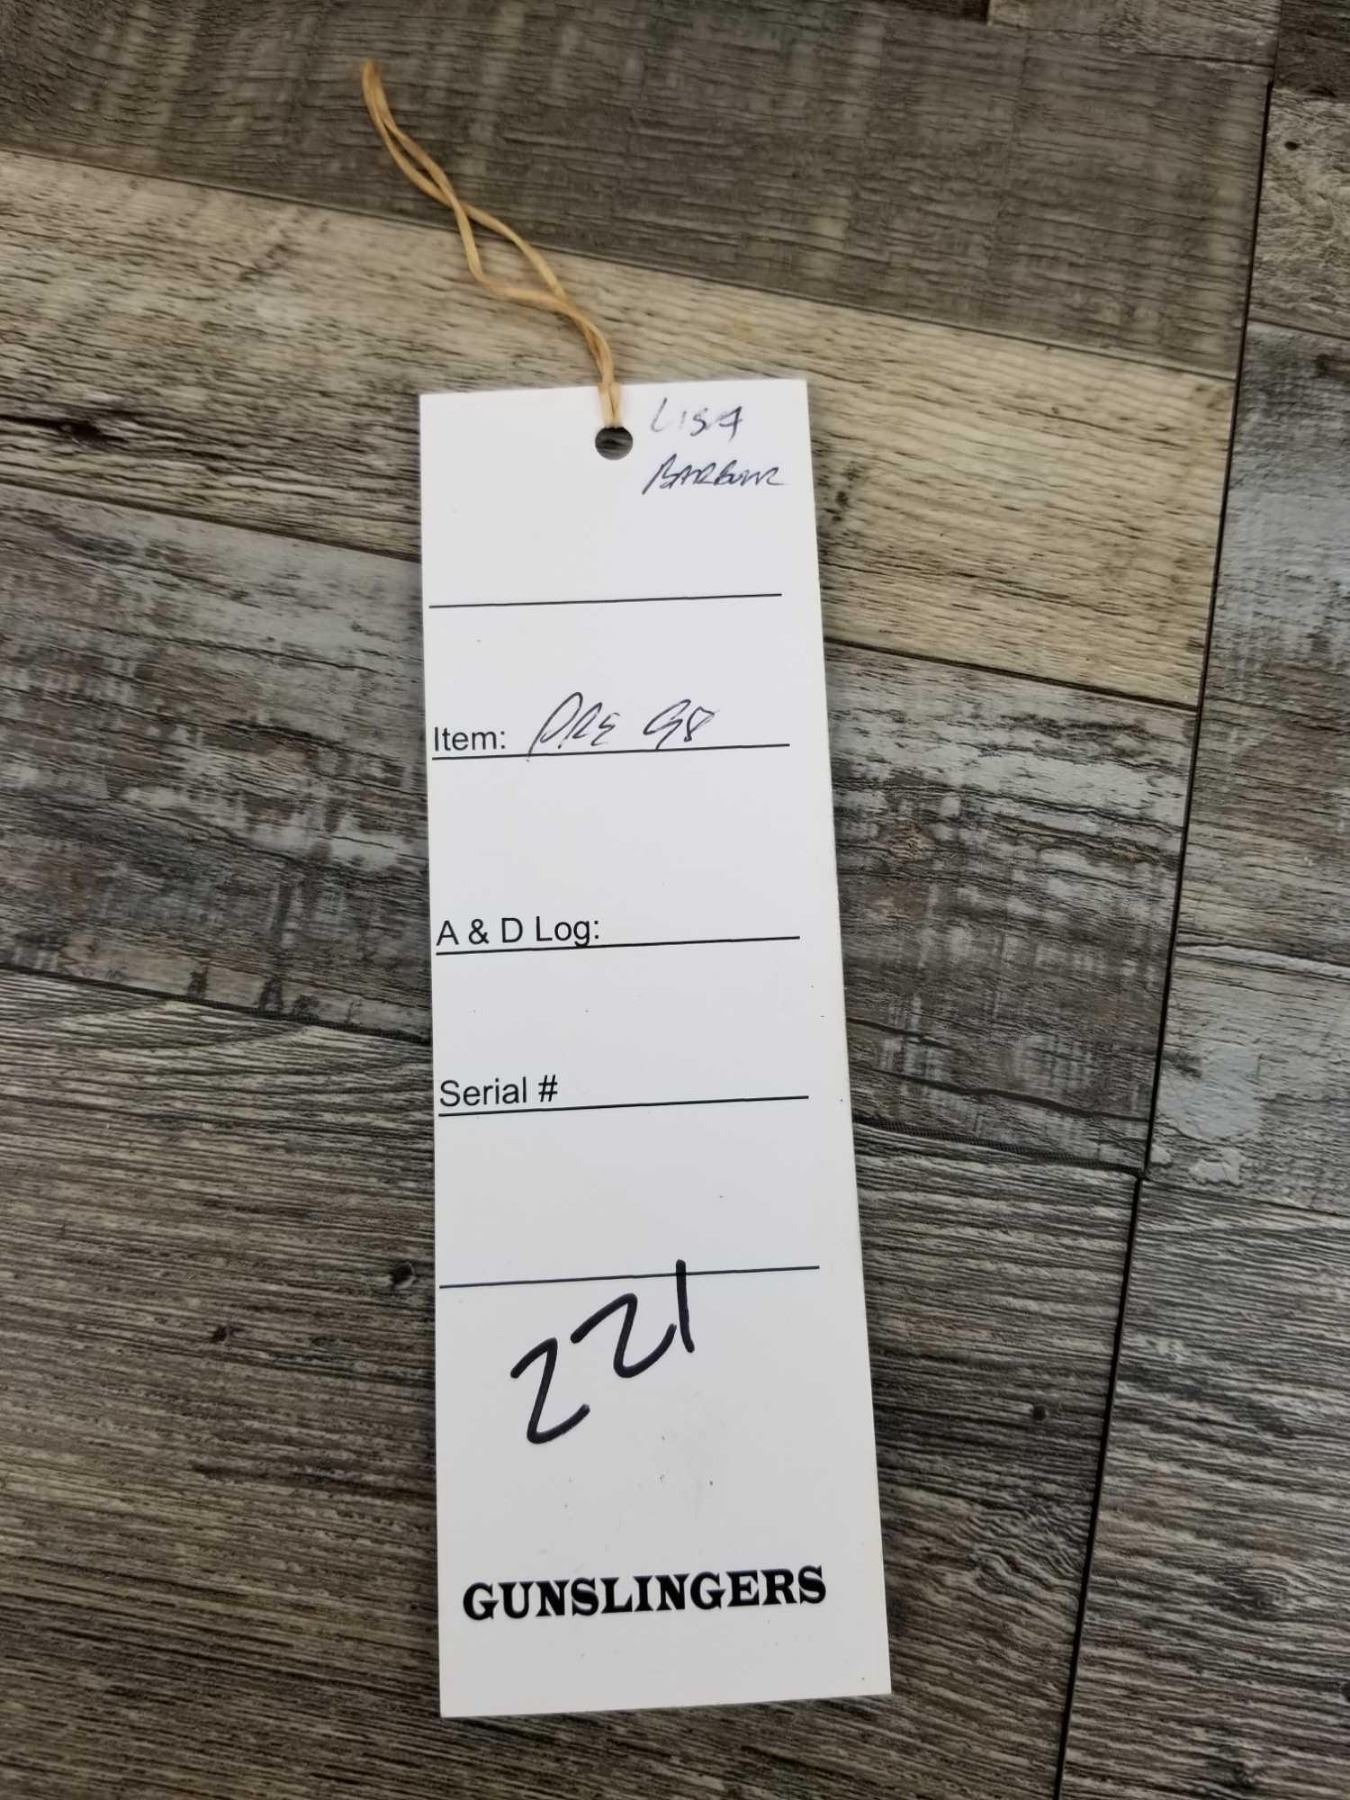 LISA
BARBOUR
Item: PRE 98
A & D Log:
Serial #
221
GUNSLINGERS